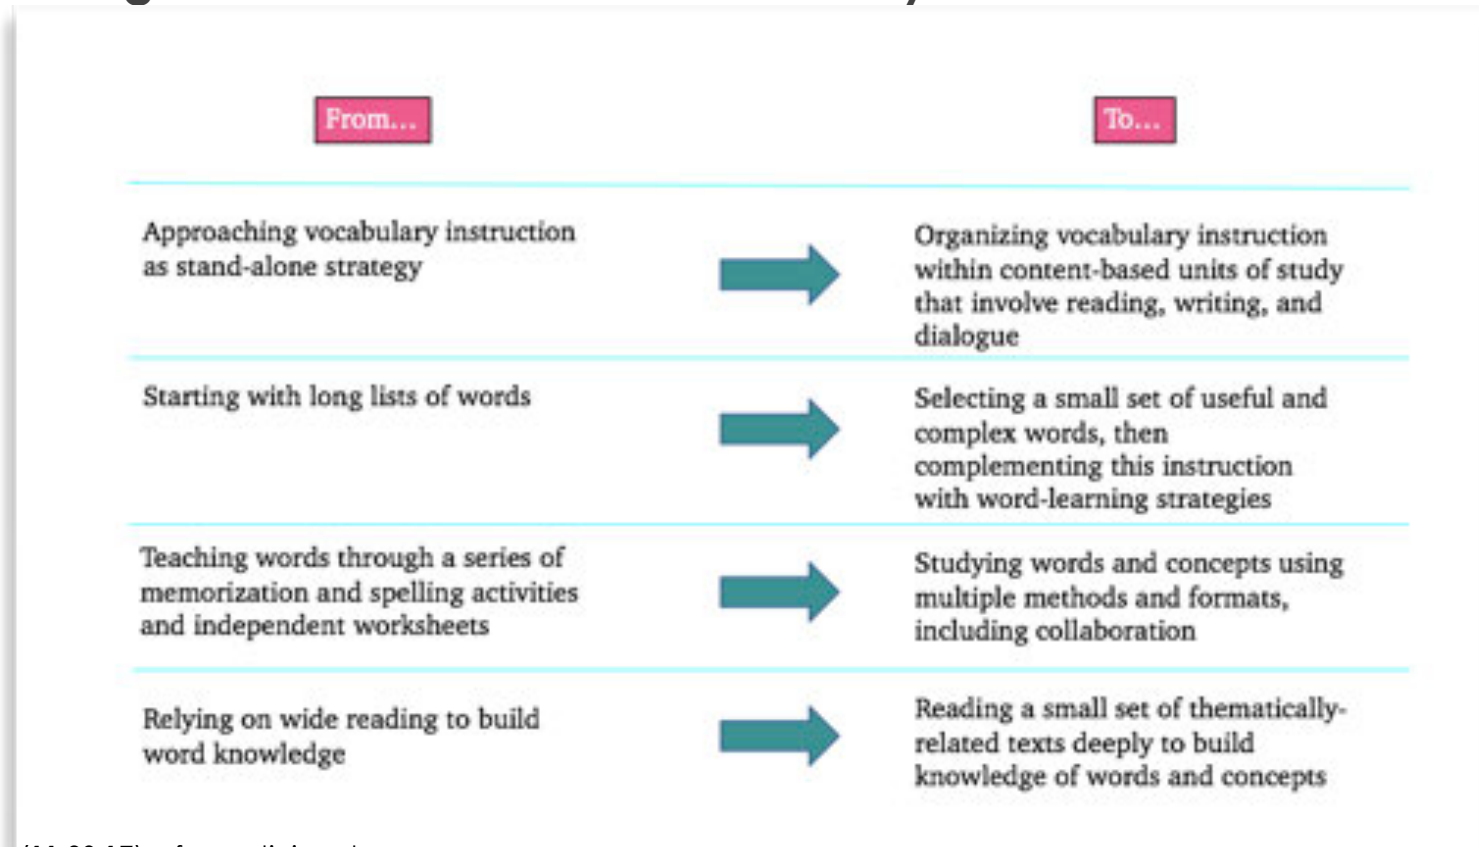 From...
To...
Approaching vocabulary instruction
as stand-alone strategy
Organizing vocabulary instruction
within content-based units of study
that involve reading, writing, and
dialogue
Starting with long lists of words
Selecting a small set of useful and
complex words, then
complementing this instruction
with word-learning strategies
Teaching words through a series of
memorization and spelling activities
and independent worksheets
Studying words and concepts using
multiple methods and formats,
including collaboration
Relying on wide reading to build
word knowledge
Reading a small set of thematically-
related texts deeply to build
knowledge of words and concepts